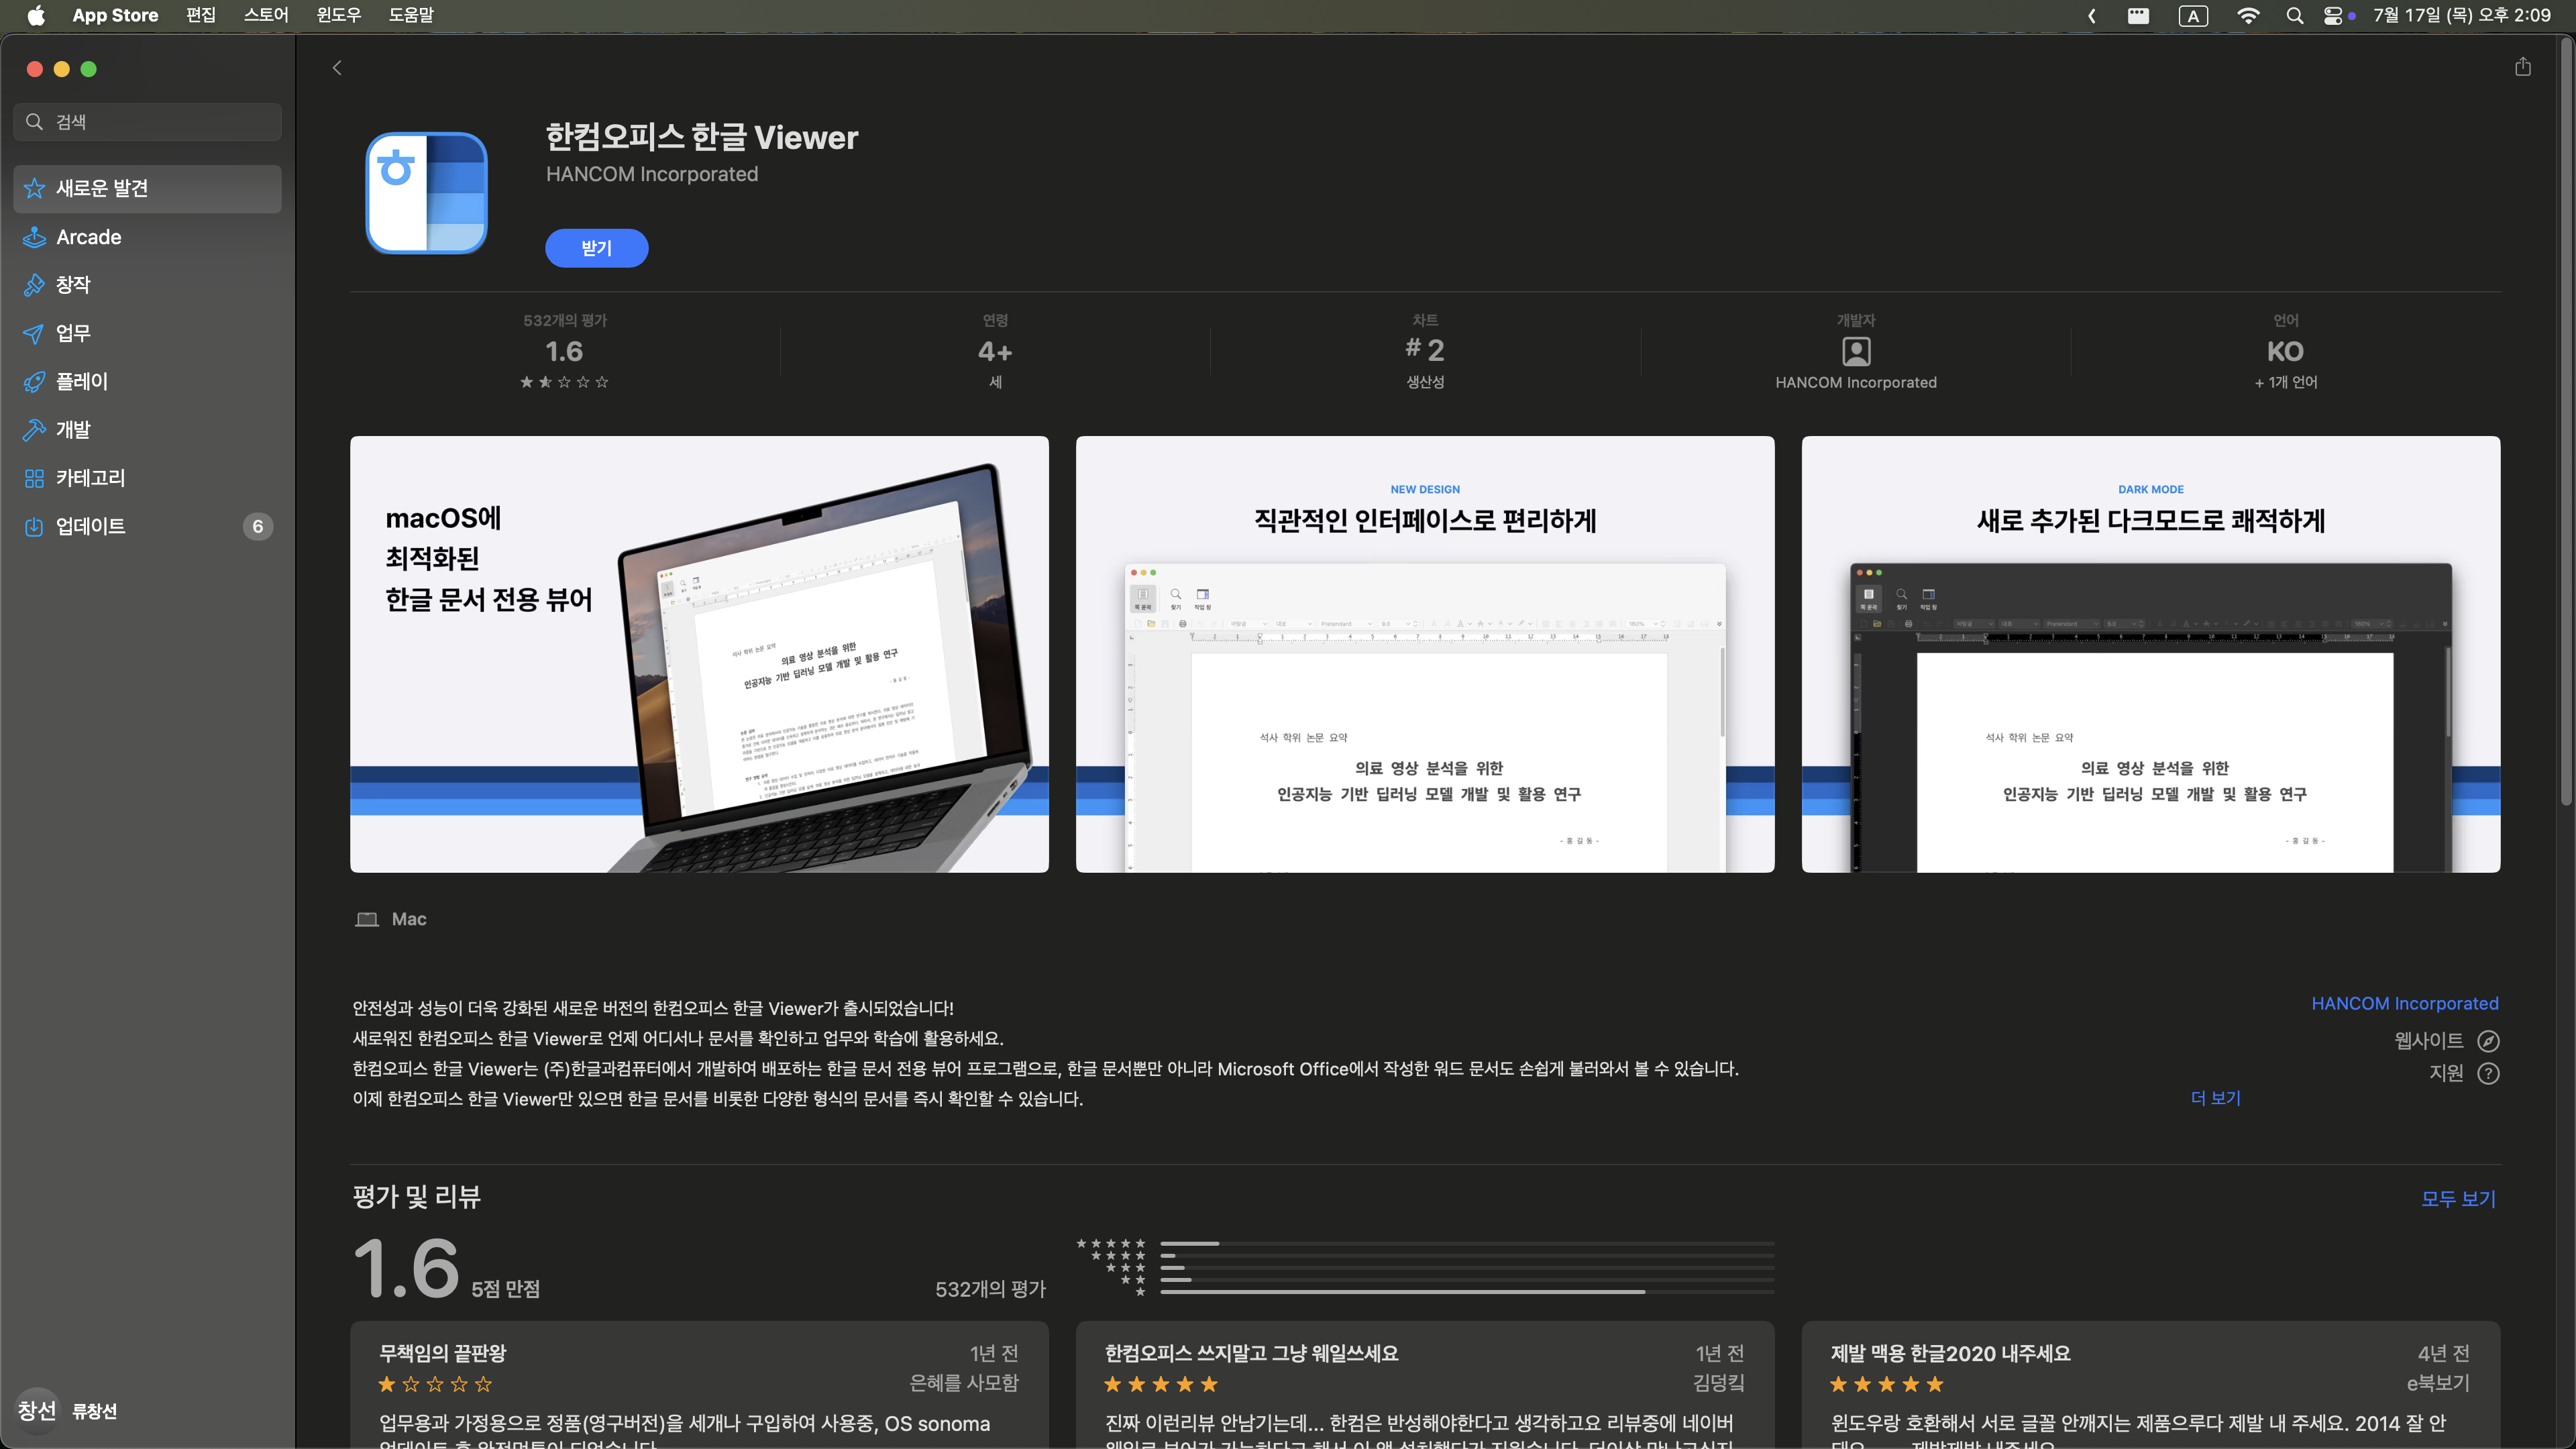 App Store 편집 스토어 윈도우 도움말
A 7월 17일 (목) 오후 2:09
검색
새로운 발견
Arcade
창작
업무
플레이
개발
카테고리
업데이트 6
창선 류창선
한컴오피스 한글 Viewer
HANCOM Incorporated
받기
532개의 평가
1.6
연령
4+
세
차트
# 2
생산성
개발자
HANCOM Incorporated
언어
KO
+ 1개 언어
macOS에
최적화된
한글 문서 전용 뷰어
석사 학위 논문 요약
의료 영상 분석을 위한
인공지능 기반 딥러닝 모델 개발 및 활용 연구
- 홍 길 동 -
NEW DESIGN
직관적인 인터페이스로 편리하게
쪽 윤곽 찾기 작업 창
석사 학위 논문 요약
의료 영상 분석을 위한
인공지능 기반 딥러닝 모델 개발 및 활용 연구
- 홍 길 동 -
DARK MODE
새로 추가된 다크모드로 쾌적하게
쪽 윤곽 찾기 작업 창
석사 학위 논문 요약
의료 영상 분석을 위한
인공지능 기반 딥러닝 모델 개발 및 활용 연구
- 홍 길 동 -
Mac
안전성과 성능이 더욱 강화된 새로운 버전의 한컴오피스 한글 Viewer가 출시되었습니다!
새로워진 한컴오피스 한글 Viewer로 언제 어디서나 문서를 확인하고 업무와 학습에 활용하세요.
한컴오피스 한글 Viewer는 (주)한글과컴퓨터에서 개발하여 배포하는 한글 문서 전용 뷰어 프로그램으로, 한글 문서뿐만 아니라 Microsoft Office에서 작성한 워드 문서도 손쉽게 불러와서 볼 수 있습니다.
이제 한컴오피스 한글 Viewer만 있으면 한글 문서를 비롯한 다양한 형식의 문서를 즉시 확인할 수 있습니다.
더 보기
HANCOM Incorporated
웹사이트
지원
평가 및 리뷰
모두 보기
1.6 5점 만점
532개의 평가
무책임의 끝판왕 1년 전
은혜를 사모함
업무용과 가정용으로 정품(영구버전)을 세개나 구입하여 사용중, OS sonoma
한컴오피스 쓰지말고 그냥 웨일쓰세요 1년 전
김덩킼
진짜 이런리뷰 안남기는데... 한컴은 반성해야한다고 생각하고요 리뷰중에 네이버
제발 맥용 한글2020 내주세요 4년 전
e북보기
윈도우랑 호환해서 서로 글꼴 안깨지는 제품으루다 제발 내 주세요. 2014 잘 안